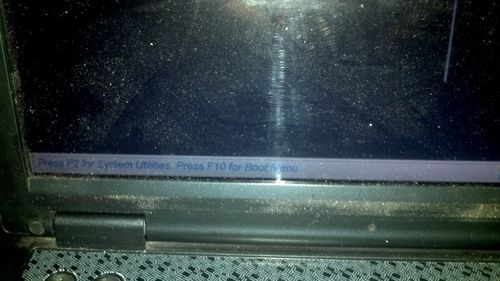 Press F2 for System Utilities. Press F10 for Boot Menu.